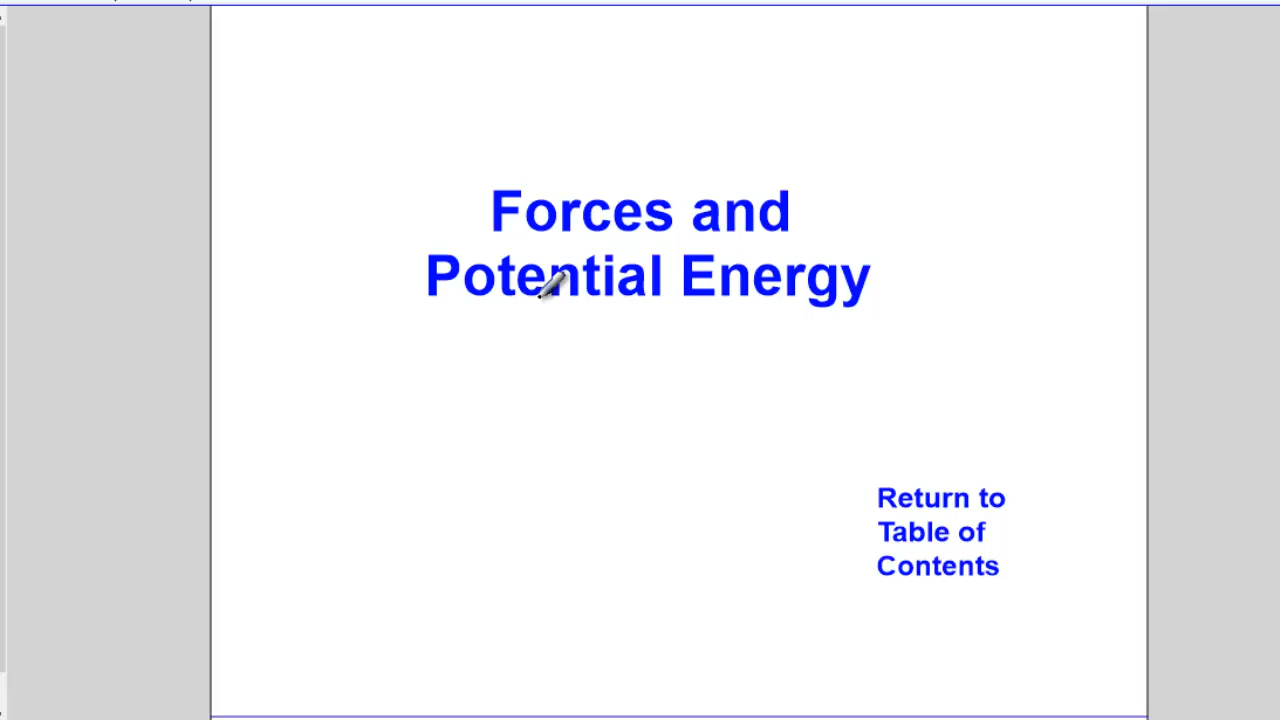 Forces and
Potential Energy
Return to
Table of
Contents